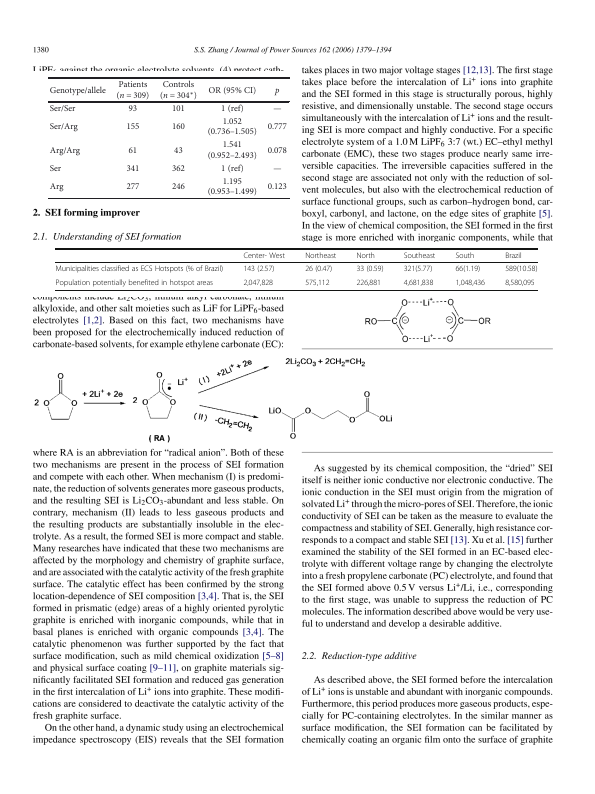 1380
S.S. Zhang / Journal of Power Sources 162 (2006) 1379–1394
LiPF6 against the organic electrolyte solvents, (4) protect cath-
Genotype/allele Patients (n = 309) Controls (n = 304*) OR (95% CI) p
Ser/Ser 93 101 1 (ref) —
Ser/Arg 155 160 1.052 (0.736–1.505) 0.777
Arg/Arg 61 43 1.541 (0.952–2.493) 0.078
Ser 341 362 1 (ref) —
Arg 277 246 1.195 (0.953–1.499) 0.123
2. SEI forming improver
2.1. Understanding of SEI formation
takes places in two major voltage stages [12,13]. The first stage
takes place before the intercalation of Li+ ions into graphite
and the SEI formed in this stage is structurally porous, highly
resistive, and dimensionally unstable. The second stage occurs
simultaneously with the intercalation of Li+ ions and the result-
ing SEI is more compact and highly conductive. For a specific
electrolyte system of a 1.0 M LiPF6 3:7 (wt.) EC–ethyl methyl
carbonate (EMC), these two stages produce nearly same irre-
versible capacities. The irreversible capacities suffered in the
second stage are associated not only with the reduction of sol-
vent molecules, but also with the electrochemical reduction of
surface functional groups, such as carbon–hydrogen bond, car-
boxyl, carbonyl, and lactone, on the edge sites of graphite [5].
In the view of chemical composition, the SEI formed in the first
stage is more enriched with inorganic components, while that
Center- West Northeast North Southeast South Brazil
Municipalities classified as ECS Hotspots (% of Brazil) 143 (2.57) 26 (0.47) 33 (0.59) 321(5.77) 66(1.19) 589(10.58)
Population potentially benefited in hotspot areas 2,047,828 575,112 226,881 4,681,838 1,048,436 8,580,095
components include Li2CO3, lithium alkyl carbonate, lithium
alkyloxide, and other salt moieties such as LiF for LiPF6-based
electrolytes [1,2]. Based on this fact, two mechanisms have
been proposed for the electrochemically induced reduction of
carbonate-based solvents, for example ethylene carbonate (EC):
O---Li+---O
RO C − − C OR
O---Li+---O
2 O O O + 2Li+ + 2e 2 O O O − Li+
(RA)
(I) +2Li+ + 2e 2Li2CO3 + 2CH2=CH2
(II) -CH2=CH2 LiO O O O O OLi
where RA is an abbreviation for “radical anion”. Both of these
two mechanisms are present in the process of SEI formation
and compete with each other. When mechanism (I) is predomi-
nate, the reduction of solvents generates more gaseous products,
and the resulting SEI is Li2CO3-abundant and less stable. On
contrary, mechanism (II) leads to less gaseous products and
the resulting products are substantially insoluble in the elec-
trolyte. As a result, the formed SEI is more compact and stable.
Many researches have indicated that these two mechanisms are
affected by the morphology and chemistry of graphite surface,
and are associated with the catalytic activity of the fresh graphite
surface. The catalytic effect has been confirmed by the strong
location-dependence of SEI composition [3,4]. That is, the SEI
formed in prismatic (edge) areas of a highly oriented pyrolytic
graphite is enriched with inorganic compounds, while that in
basal planes is enriched with organic compounds [3,4]. The
catalytic phenomenon was further supported by the fact that
surface modification, such as mild chemical oxidization [5–8]
and physical surface coating [9–11], on graphite materials sig-
nificantly facilitated SEI formation and reduced gas generation
in the first intercalation of Li+ ions into graphite. These modifi-
cations are considered to deactivate the catalytic activity of the
fresh graphite surface.
On the other hand, a dynamic study using an electrochemical
impedance spectroscopy (EIS) reveals that the SEI formation
As suggested by its chemical composition, the “dried” SEI
itself is neither ionic conductive nor electronic conductive. The
ionic conduction in the SEI must origin from the migration of
solvated Li+ through the micro-pores of SEI. Therefore, the ionic
conductivity of SEI can be taken as the measure to evaluate the
compactness and stability of SEI. Generally, high resistance cor-
responds to a compact and stable SEI [13]. Xu et al. [15] further
examined the stability of the SEI formed in an EC-based elec-
trolyte with different voltage range by changing the electrolyte
into a fresh propylene carbonate (PC) electrolyte, and found that
the SEI formed above 0.5 V versus Li+/Li, i.e., corresponding
to the first stage, was unable to suppress the reduction of PC
molecules. The information described above would be very use-
ful to understand and develop a desirable additive.
2.2. Reduction-type additive
As described above, the SEI formed before the intercalation
of Li+ ions is unstable and abundant with inorganic compounds.
Furthermore, this period produces more gaseous products, espe-
cially for PC-containing electrolytes. In the similar manner as
surface modification, the SEI formation can be facilitated by
chemically coating an organic film onto the surface of graphite